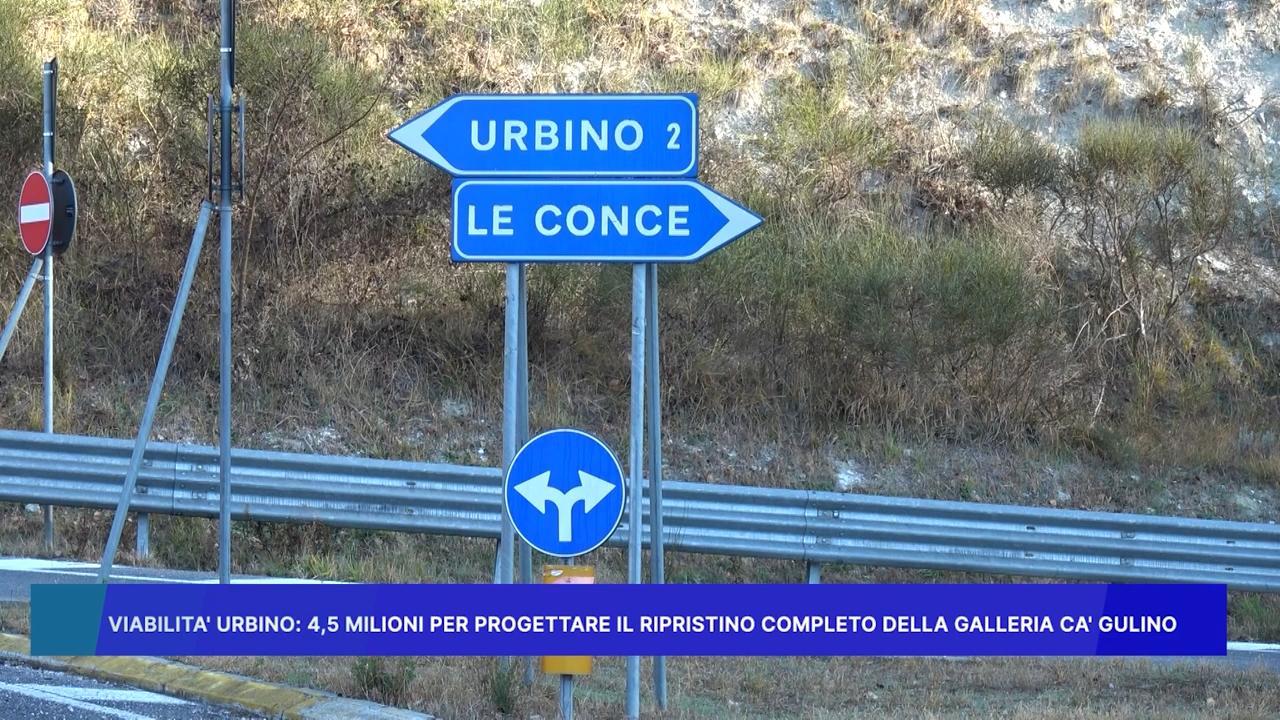 URBINO 2
LE CONCE
VIABILITA' URBINO: 4,5 MILIONI PER PROGETTARE IL RIPRISTINO COMPLETO DELLA GALLERIA CA' GULINO